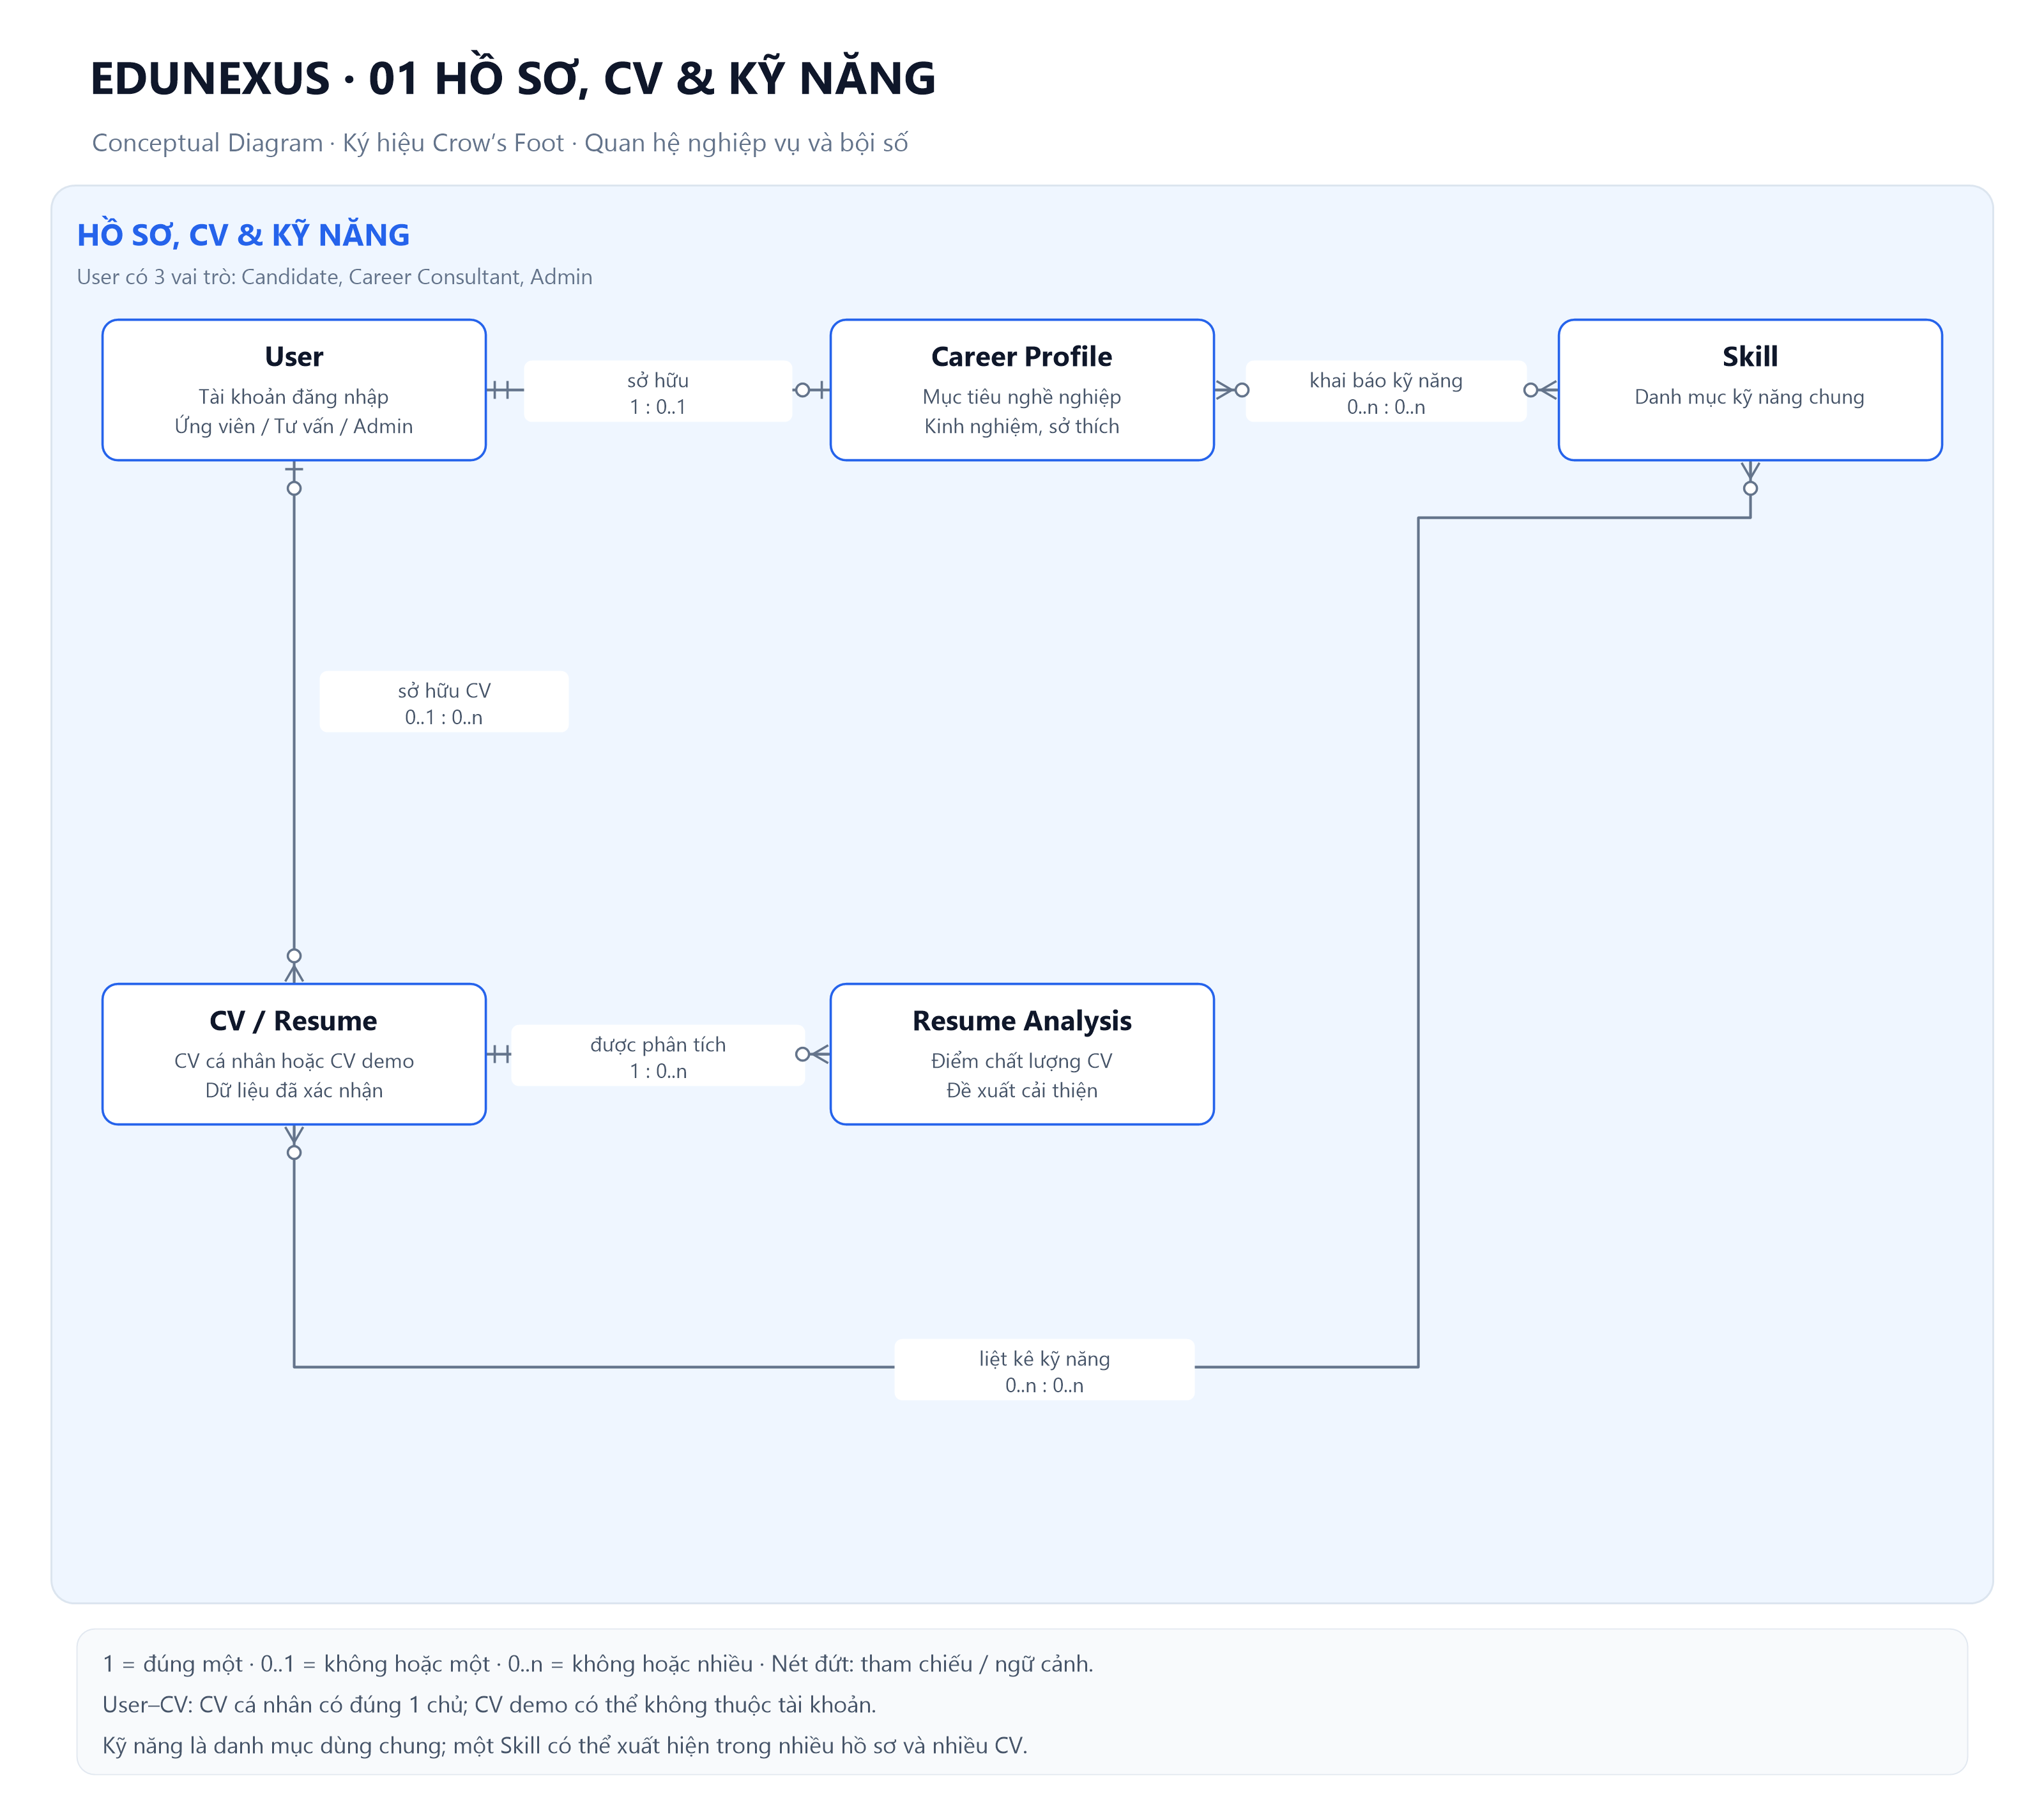 EDUNEXUS · 01 HỒ SƠ, CV & KỸ NĂNG
Conceptual Diagram · Ký hiệu Crow’s Foot · Quan hệ nghiệp vụ và bội số
HỒ SƠ, CV & KỸ NĂNG
User có 3 vai trò: Candidate, Career Consultant, Admin
User
Tài khoản đăng nhập
Ứng viên / Tư vấn / Admin
sở hữu
1 : 0..1
Career Profile
Mục tiêu nghề nghiệp
Kinh nghiệm, sở thích
khai báo kỹ năng
0..n : 0..n
Skill
Danh mục kỹ năng chung
sở hữu CV
0..1 : 0..n
CV / Resume
CV cá nhân hoặc CV demo
Dữ liệu đã xác nhận
được phân tích
1 : 0..n
Resume Analysis
Điểm chất lượng CV
Đề xuất cải thiện
liệt kê kỹ năng
0..n : 0..n
1 = đúng một · 0..1 = không hoặc một · 0..n = không hoặc nhiều · Nét đứt: tham chiếu / ngữ cảnh.
User–CV: CV cá nhân có đúng 1 chủ; CV demo có thể không thuộc tài khoản.
Kỹ năng là danh mục dùng chung; một Skill có thể xuất hiện trong nhiều hồ sơ và nhiều CV.